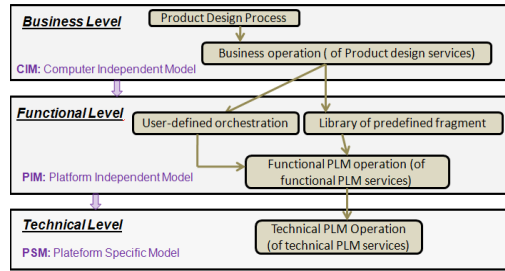 Business Level
Product Design Process
Business operation ( of Product design services)
CIM: Computer Independent Model
Functional Level
User-defined orchestration
Library of predefined fragment
Functional PLM operation (of
functional PLM services)
PIM: Platform Independent Model
Technical Level
Technical PLM Operation
(of technical PLM services)
PSM: Plateform Specific Model